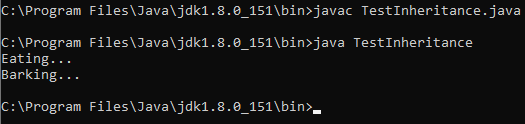 C:\Program Files\Java\jdk1.8.0_151\bin>javac TestInheritance.java
C:\Program Files\Java\jdk1.8.0_151\bin>java TestInheritance
Eating...
Barking...
C:\Program Files\Java\jdk1.8.0_151\bin>